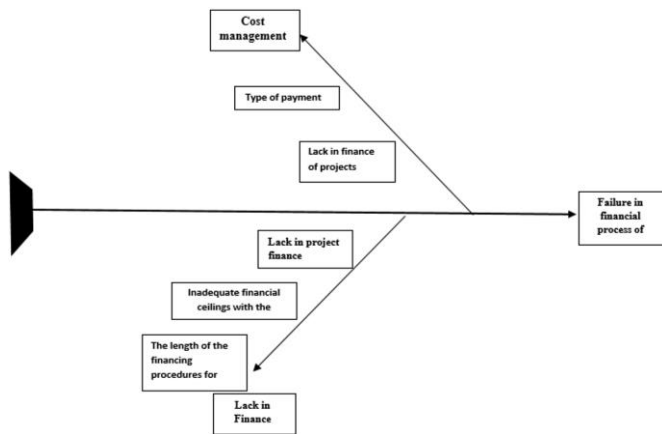 Cost
management
Type of payment
Lack in finance
of projects
Failure in
financial
process of
Lack in project
finance
Inadequate financial
ceilings with the
The length of the
financing
procedures for
Lack in
Finance